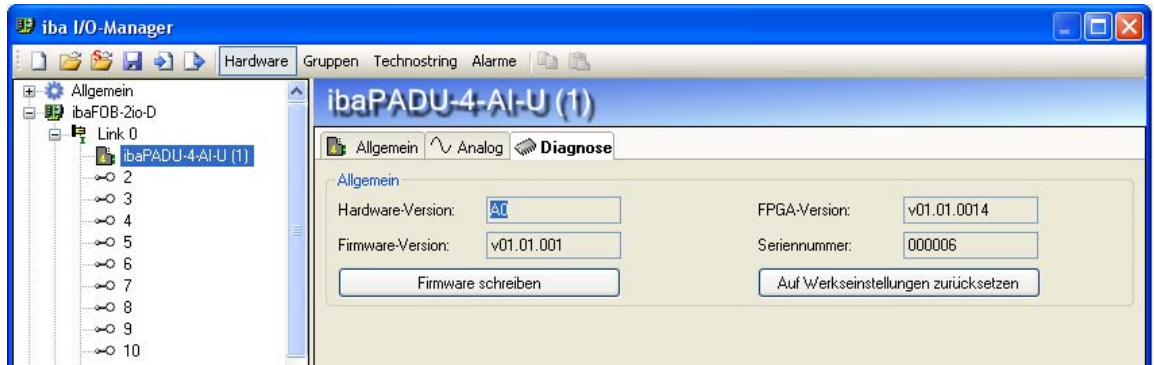 iba I/O-Manager
Hardware Gruppen Technostring Alarme
Allgemein
ibaFOB-2io-D
Link 0
ibaPADU-4-AI-U (1)
2
3
4
5
6
7
8
9
10
ibaPADU-4-AI-U (1)
Allgemein Analog Diagnose
Allgemein
Hardware-Version: A0 FPGA-Version: v01.01.0014
Firmware-Version: v01.01.001 Seriennummer: 000006
Firmware schreiben Auf Werkseinstellungen zurücksetzen